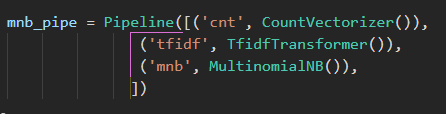 mnb_pipe = Pipeline([('cnt', CountVectorizer()),
('tfidf', TfidfTransformer()),
('mnb', MultinomialNB()),
])